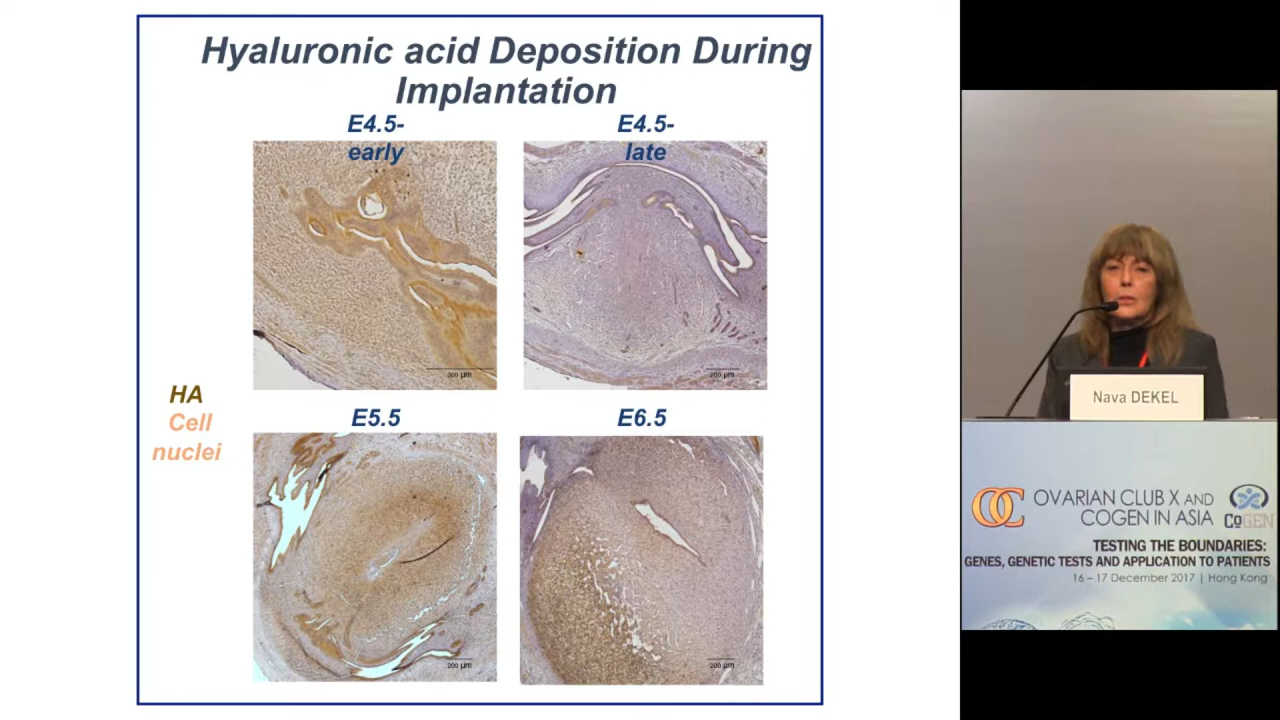 Hyaluronic acid Deposition During
Implantation
E4.5-
early
E4.5-
late
200 µm
200 µm
HA
Cell
nuclei
E5.5
E6.5
200 µm
200 µm
Nava DEKEL
OC
OVARIAN CLUB X AND
COGEN IN ASIA
CoGEN
TESTING THE BOUNDARIES:
GENES, GENETIC TESTS AND APPLICATION TO PATIENTS
16 – 17 December 2017 | Hong Kong